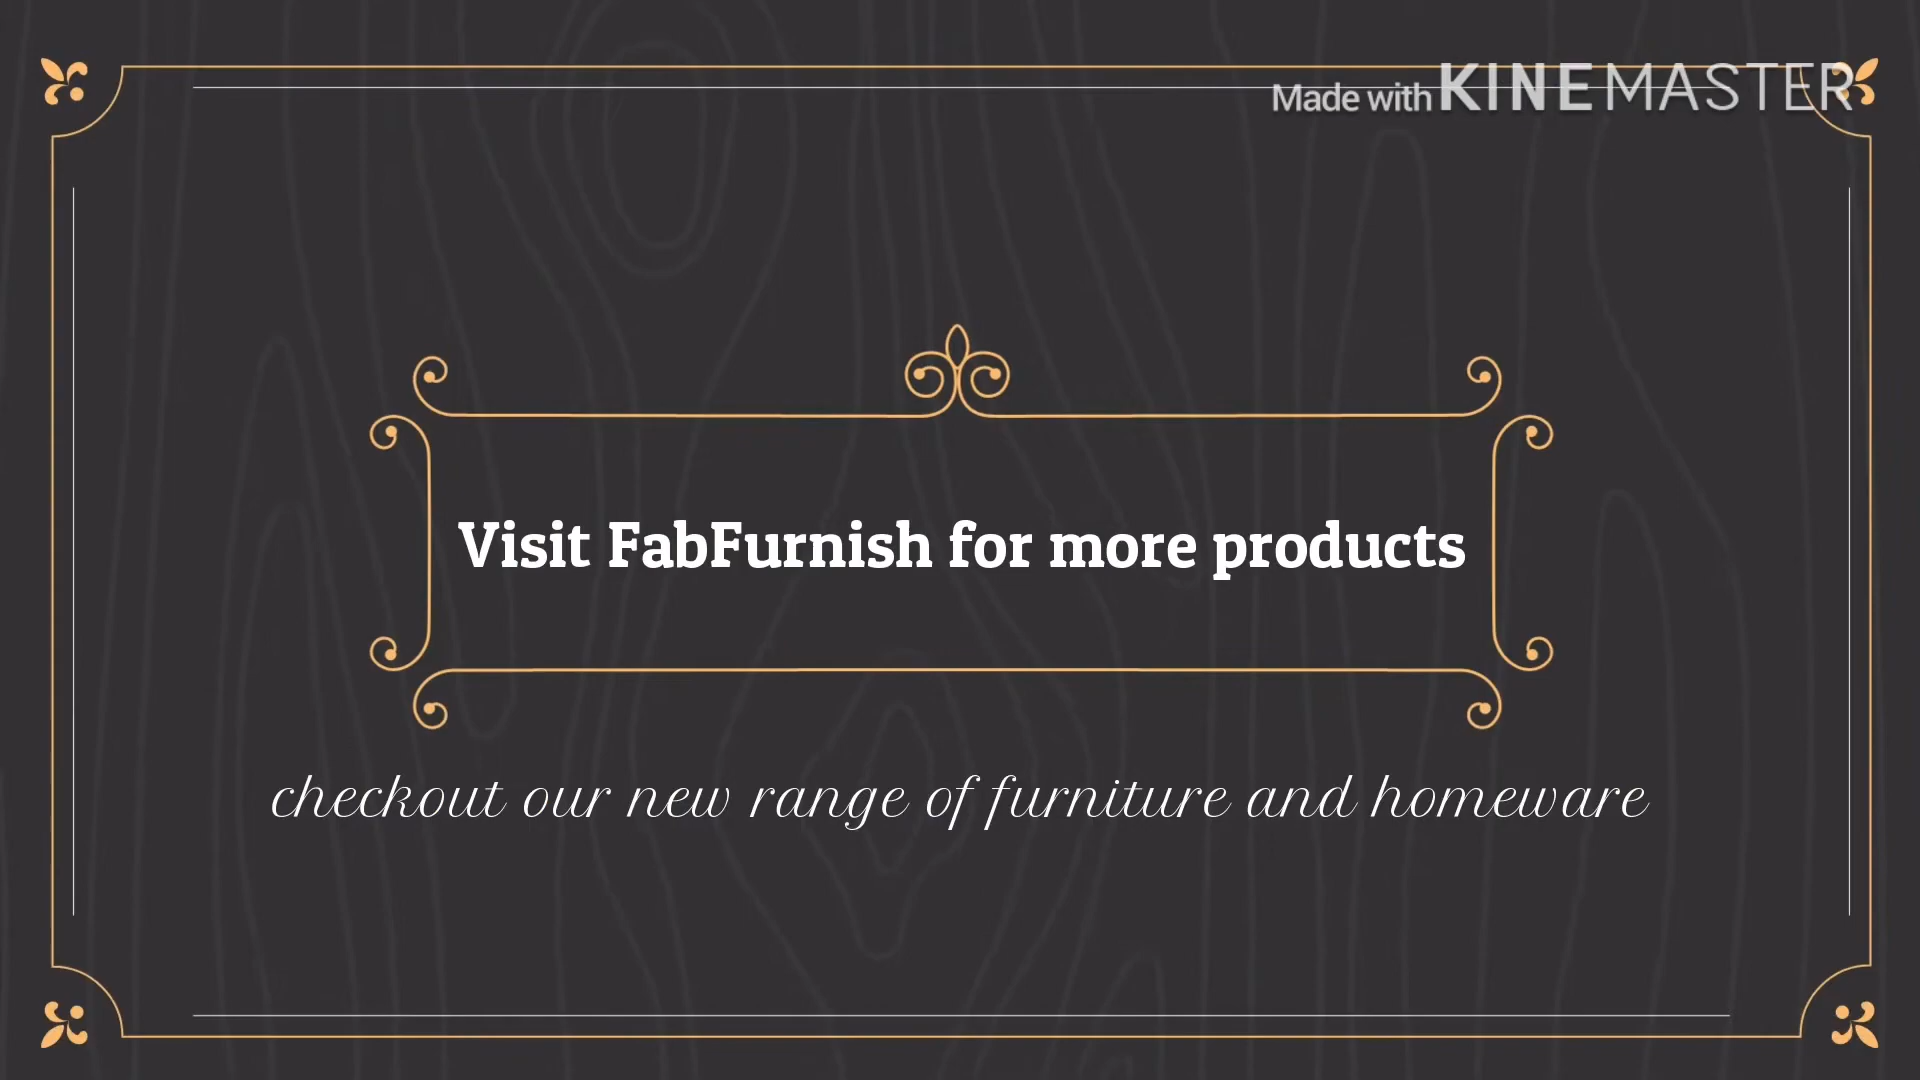 Made with KINEMASTER
Visit FabFurnish for more products
checkout our new range of furniture and homeware